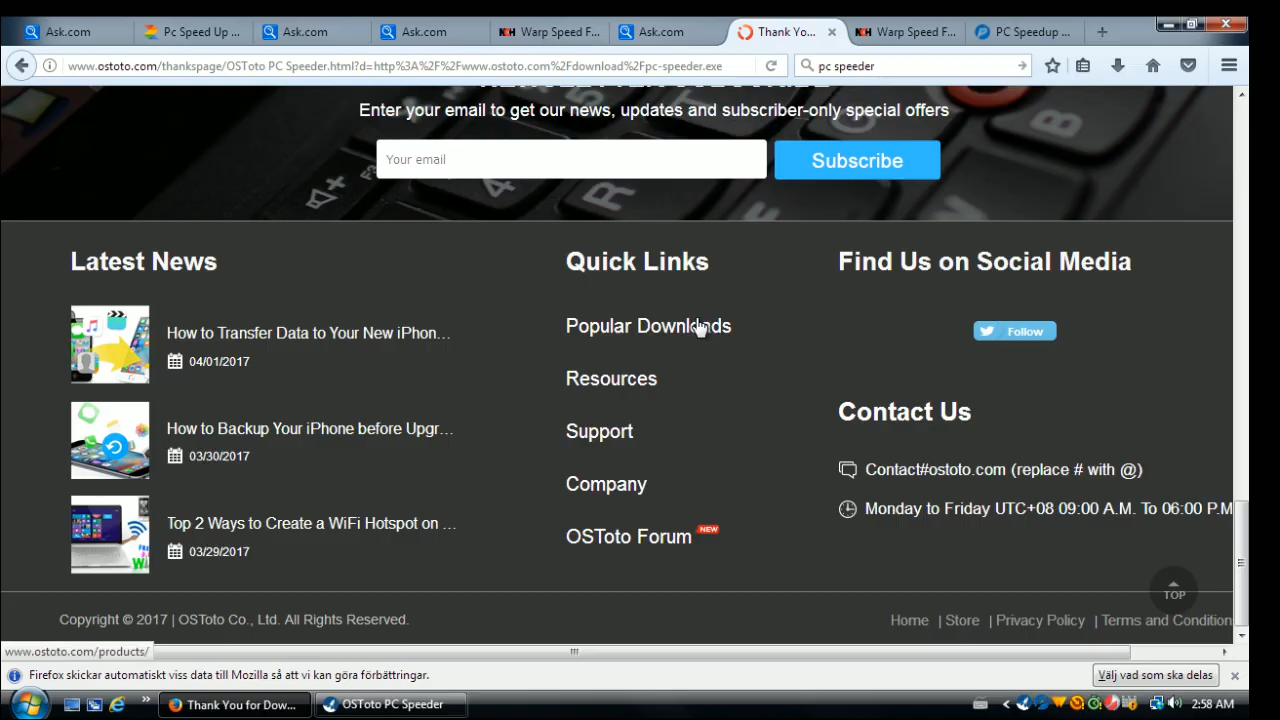 Ask.com
Pc Speed Up ...
Ask.com
Ask.com
Warp Speed F...
Ask.com
Thank Yo...
Warp Speed F...
PC Speedup ...
www.ostoto.com/thankspage/OSToto PC Speeder.html?d=http%3A%2F%2Fwww.ostoto.com%2Fdownload%2Fpc-speeder.exe
pc speeder
Enter your email to get our news, updates and subscriber-only special offers
Your email
Subscribe
Latest News
How to Transfer Data to Your New iPhon...
04/01/2017
How to Backup Your iPhone before Upgr...
03/30/2017
Top 2 Ways to Create a WiFi Hotspot on ...
03/29/2017
Quick Links
Popular Downloads
Resources
Support
Company
OSToto Forum NEW
Find Us on Social Media
Follow
Contact Us
Contact#ostoto.com (replace # with @)
Monday to Friday UTC+08 09:00 A.M. To 06:00 P.M
TOP
Copyright © 2017 | OSToto Co., Ltd. All Rights Reserved.
Home | Store | Privacy Policy | Terms and Condition
www.ostoto.com/products/
Firefox skickar automatiskt viss data till Mozilla så att vi kan göra förbättringar.
Välj vad som ska delas
Thank You for Dow...
OSToto PC Speeder
2:58 AM